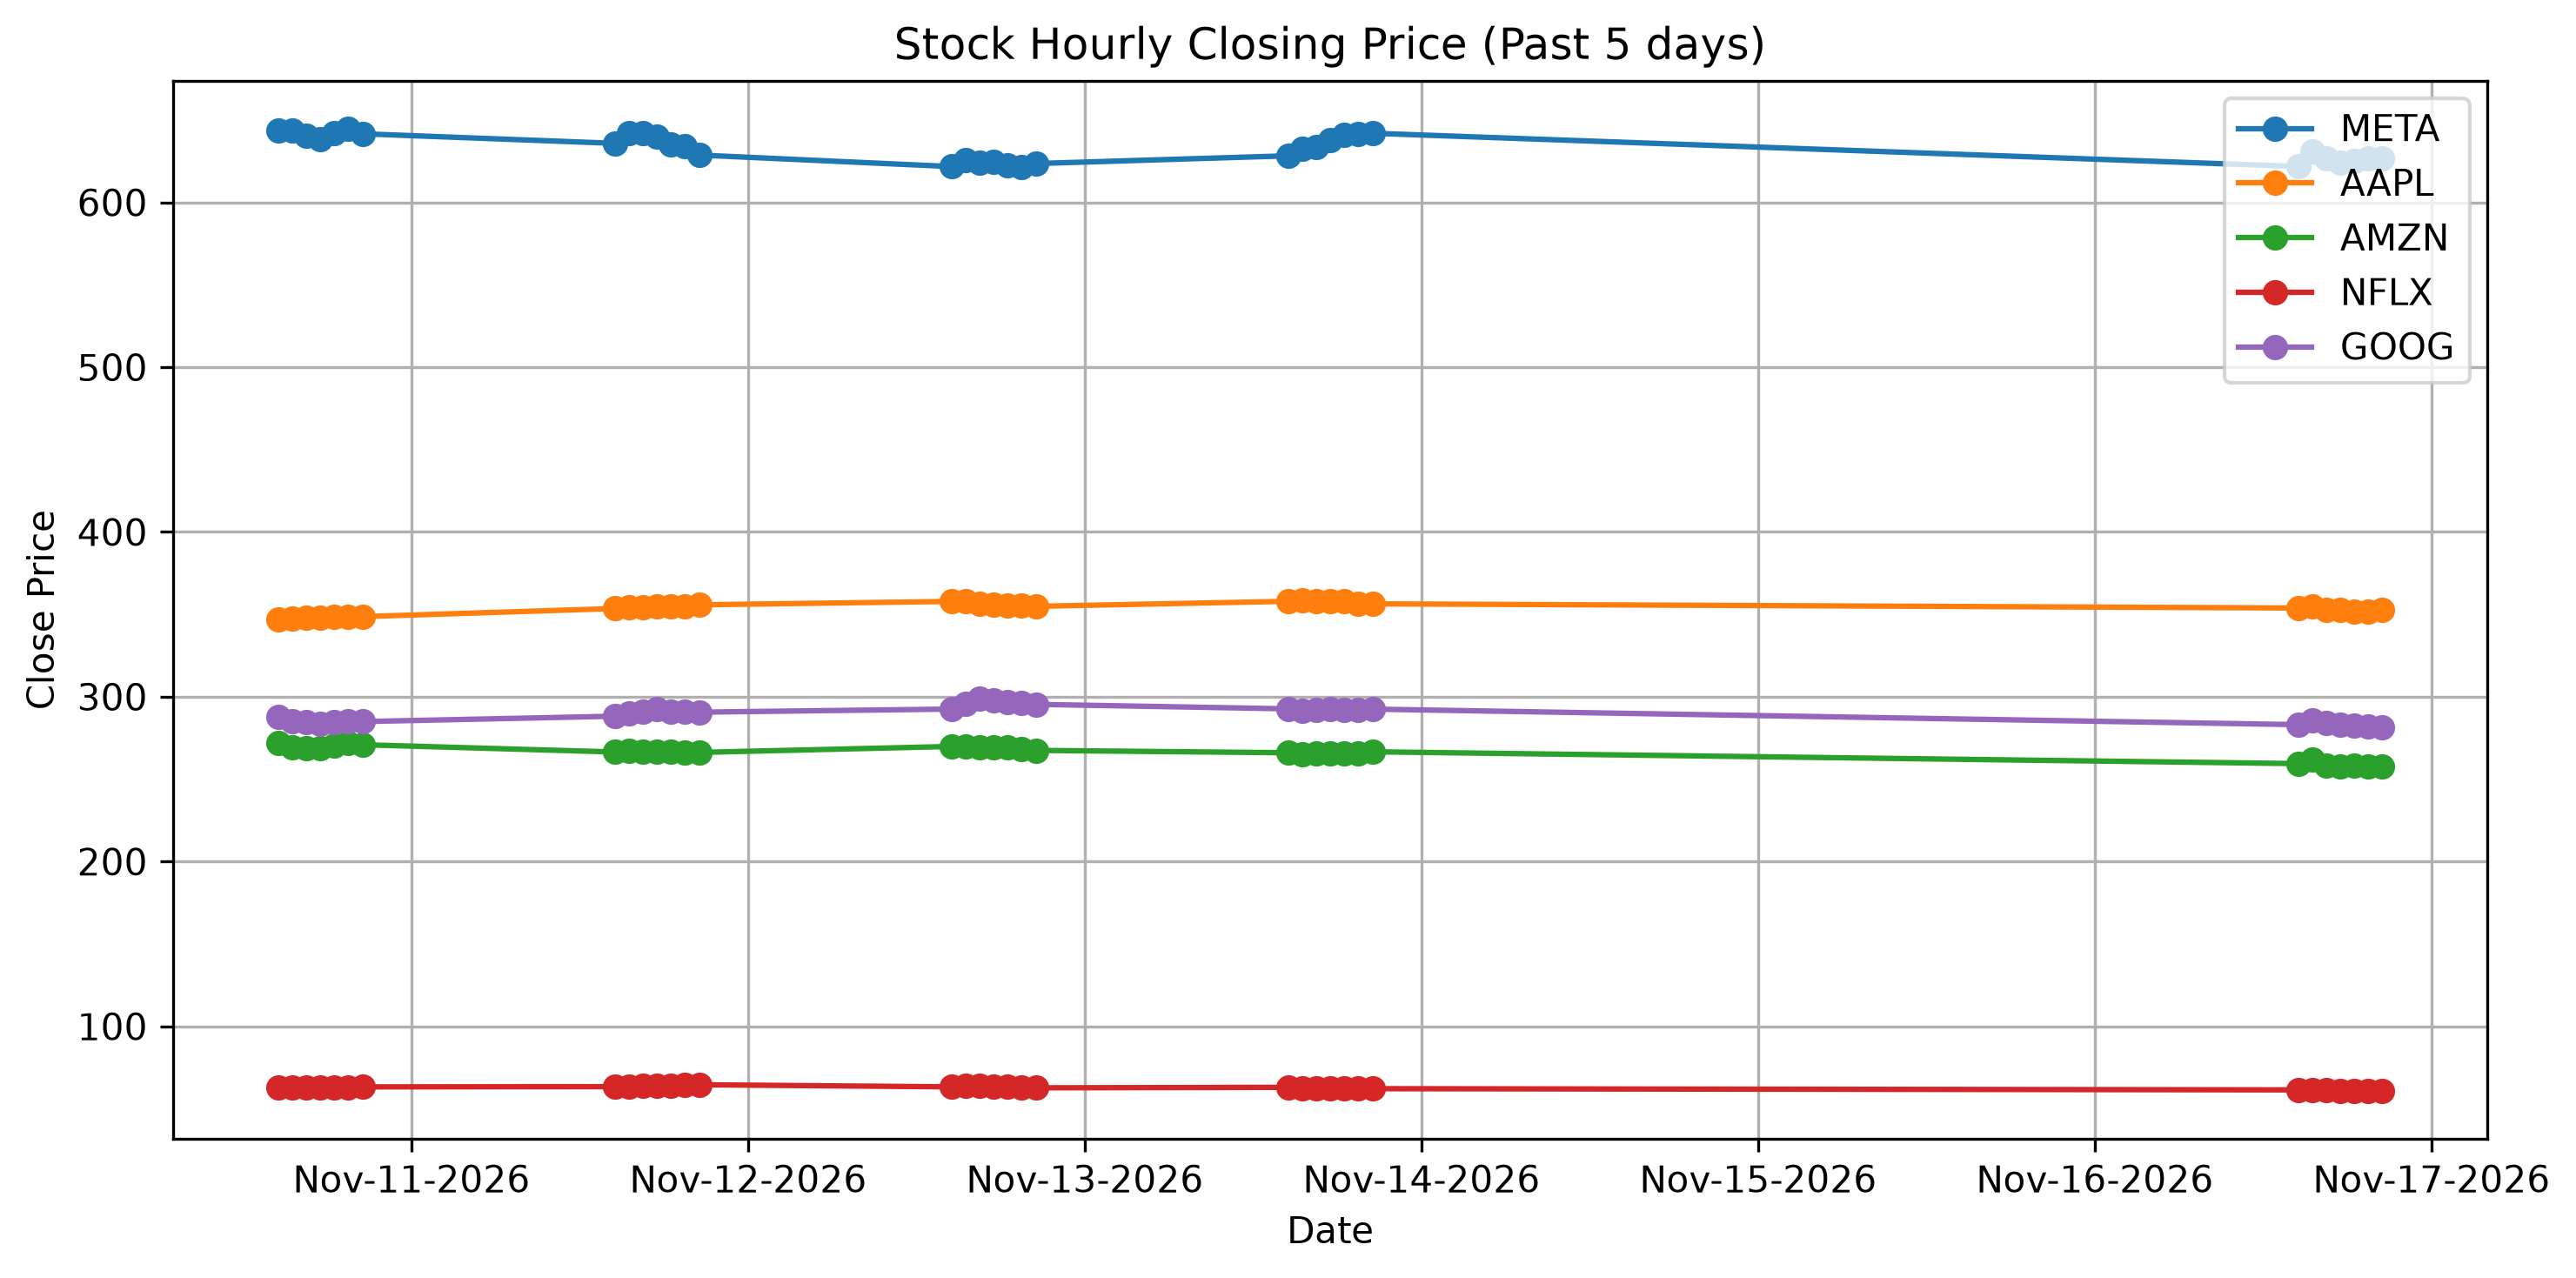 Stock Hourly Closing Price (Past 5 days)
META
AAPL
AMZN
NFLX
GOOG
600
500
400
300
200
100
Close Price
Nov-11-2026 Nov-12-2026 Nov-13-2026 Nov-14-2026 Nov-15-2026 Nov-16-2026 Nov-17-2026
Date